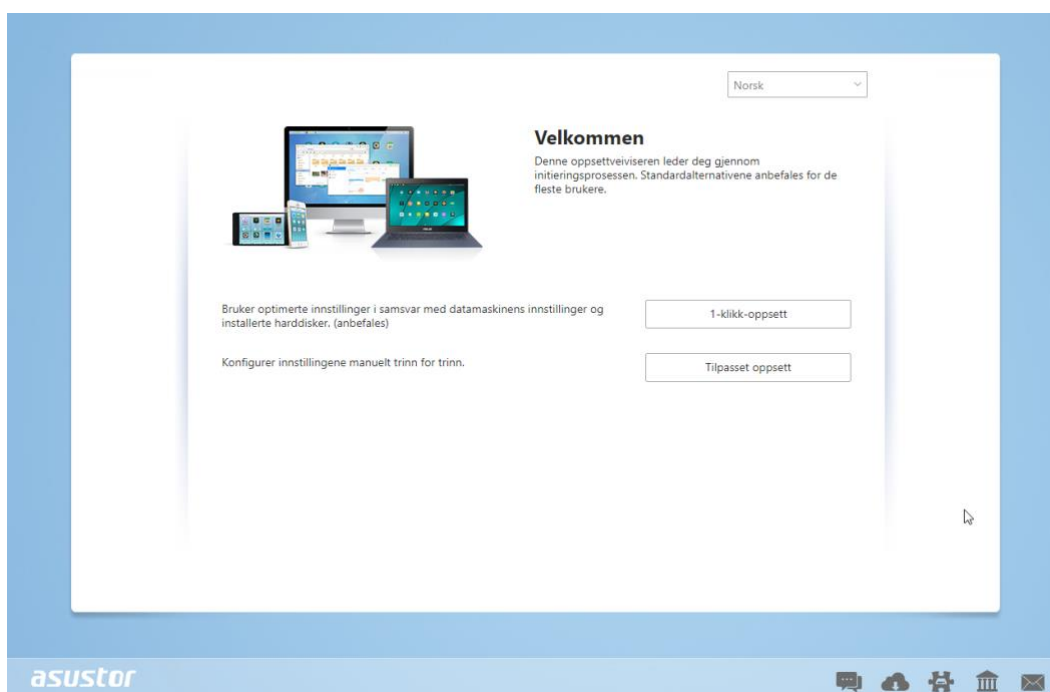 Norsk
Velkommen
Denne oppsettveiviseren leder deg gjennom
initieringsprosessen. Standardalternativene anbefales for de
fleste brukere.
Bruker optimerte innstillinger i samsvar med datamaskinens innstillinger og
installerte harddisker. (anbefales)
1-klikk-oppsett
Konfigurer innstillingene manuelt trinn for trinn.
Tilpasset oppsett
asustor